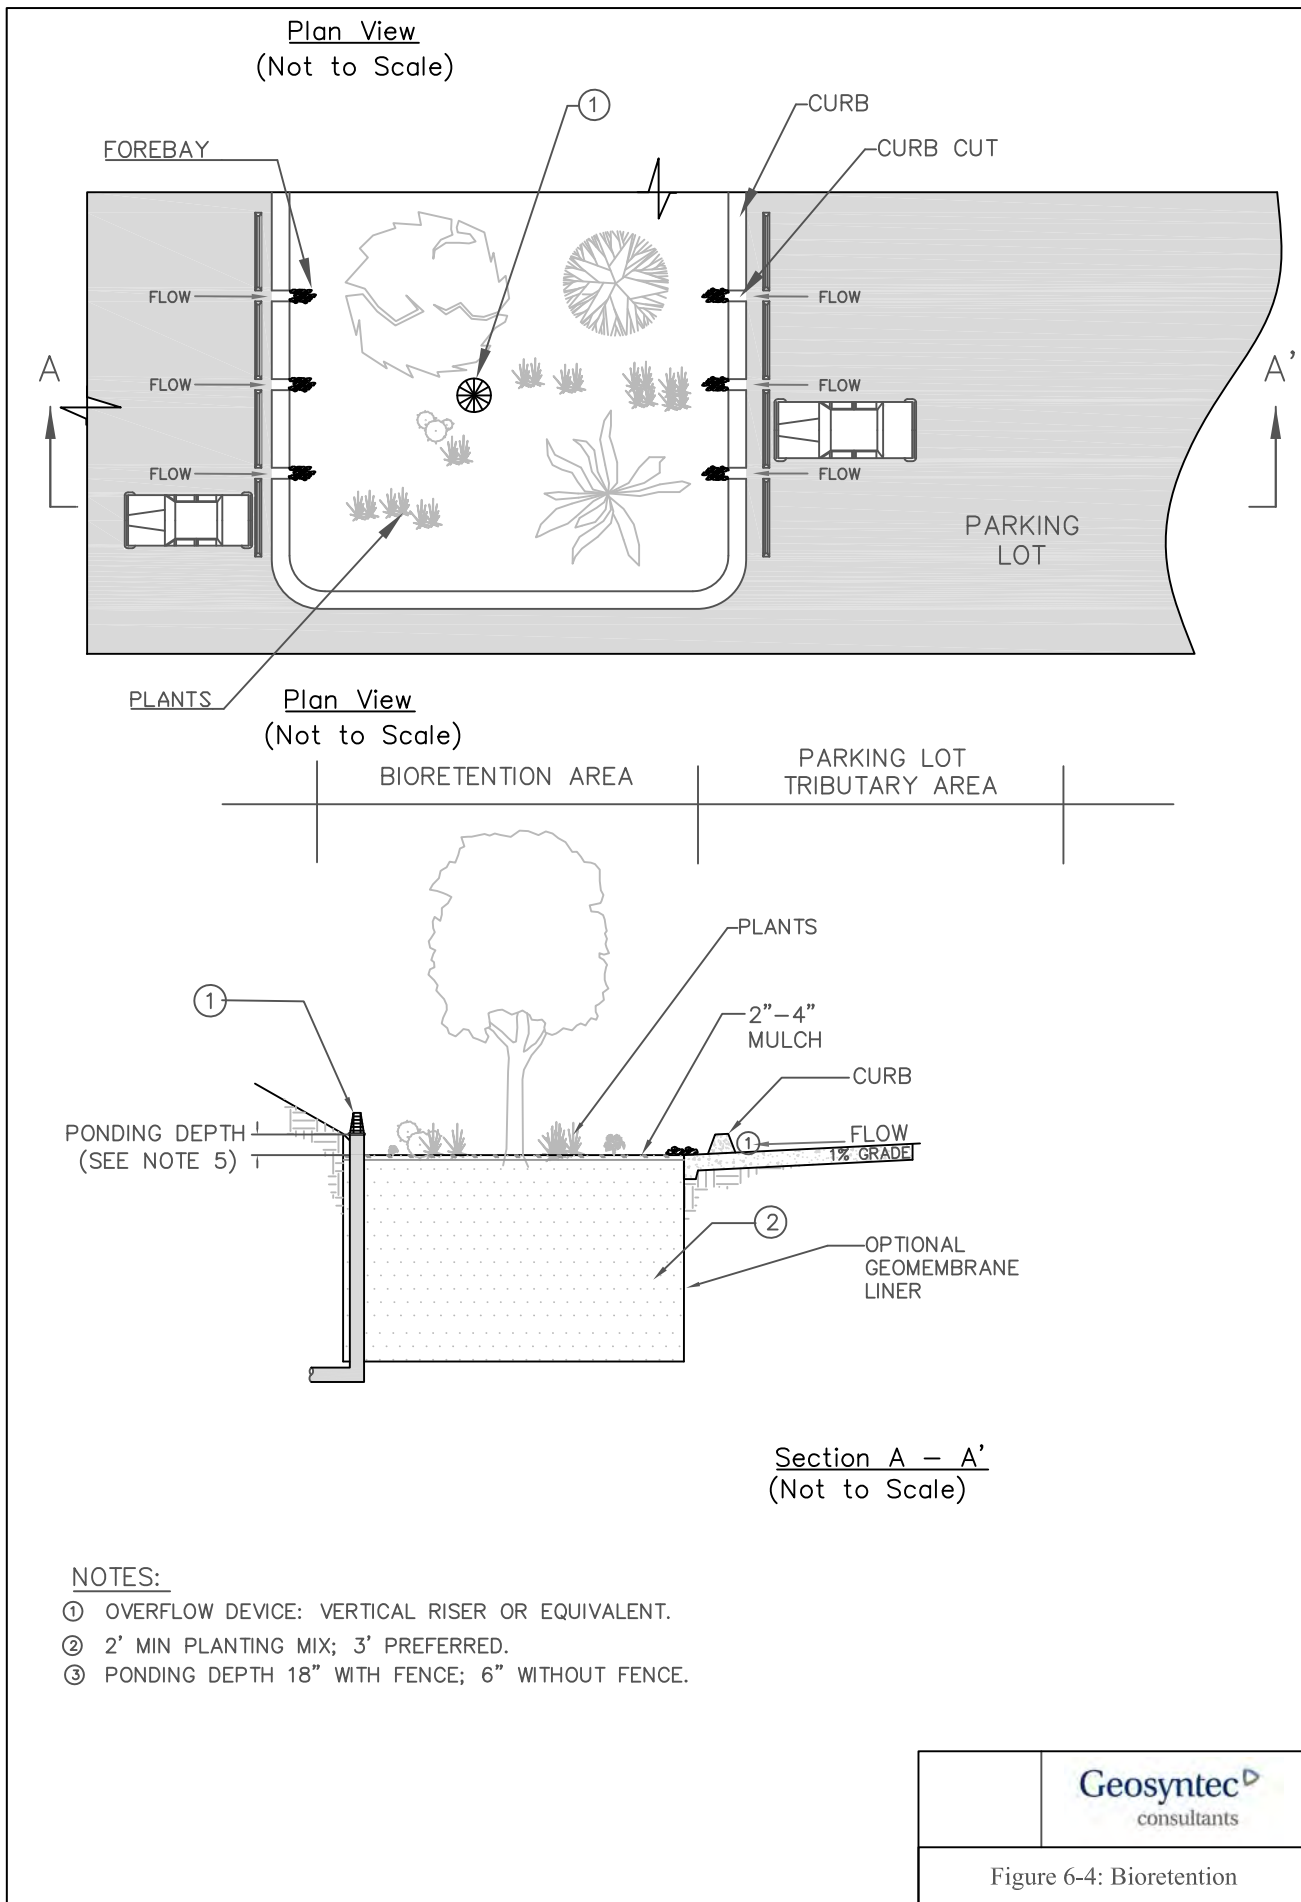 Plan View
(Not to Scale)
①
CURB
FOREBAY
CURB CUT
FLOW
FLOW
A
A'
FLOW
FLOW
FLOW
FLOW
PARKING
LOT
PLANTS
Plan View
(Not to Scale)
BIORETENTION AREA
PARKING LOT
TRIBUTARY AREA
PLANTS
①
2"-4"
MULCH
CURB
PONDING DEPTH
(SEE NOTE 5)
①
FLOW
1% GRADE
②
OPTIONAL
GEOMEMBRANE
LINER
Section A - A'
(Not to Scale)
NOTES:
① OVERFLOW DEVICE: VERTICAL RISER OR EQUIVALENT.
② 2' MIN PLANTING MIX; 3' PREFERRED.
③ PONDING DEPTH 18" WITH FENCE; 6" WITHOUT FENCE.
Geosyntec
consultants
Figure 6-4: Bioretention